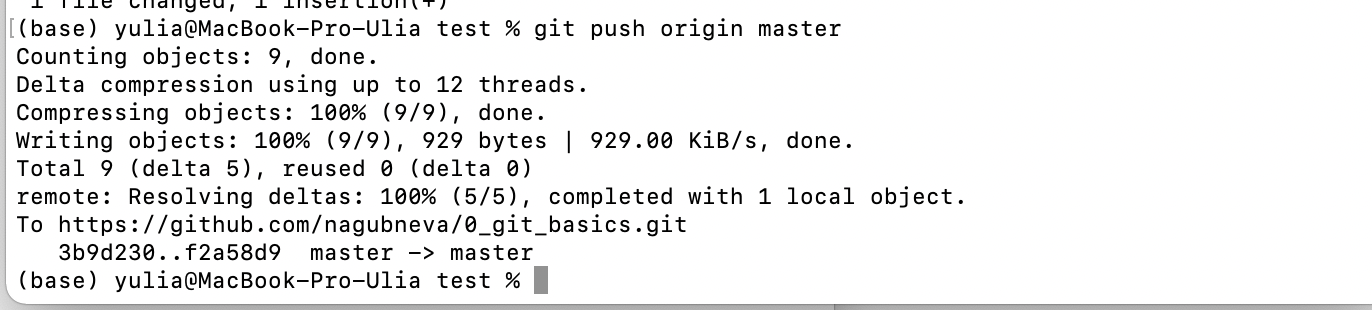 1 file changed, 1 insertion(+)
[(base) yulia@MacBook-Pro-Ulia test % git push origin master
Counting objects: 9, done.
Delta compression using up to 12 threads.
Compressing objects: 100% (9/9), done.
Writing objects: 100% (9/9), 929 bytes | 929.00 KiB/s, done.
Total 9 (delta 5), reused 0 (delta 0)
remote: Resolving deltas: 100% (5/5), completed with 1 local object.
To https://github.com/nagubneva/0_git_basics.git
   3b9d230..f2a58d9  master -> master
(base) yulia@MacBook-Pro-Ulia test %